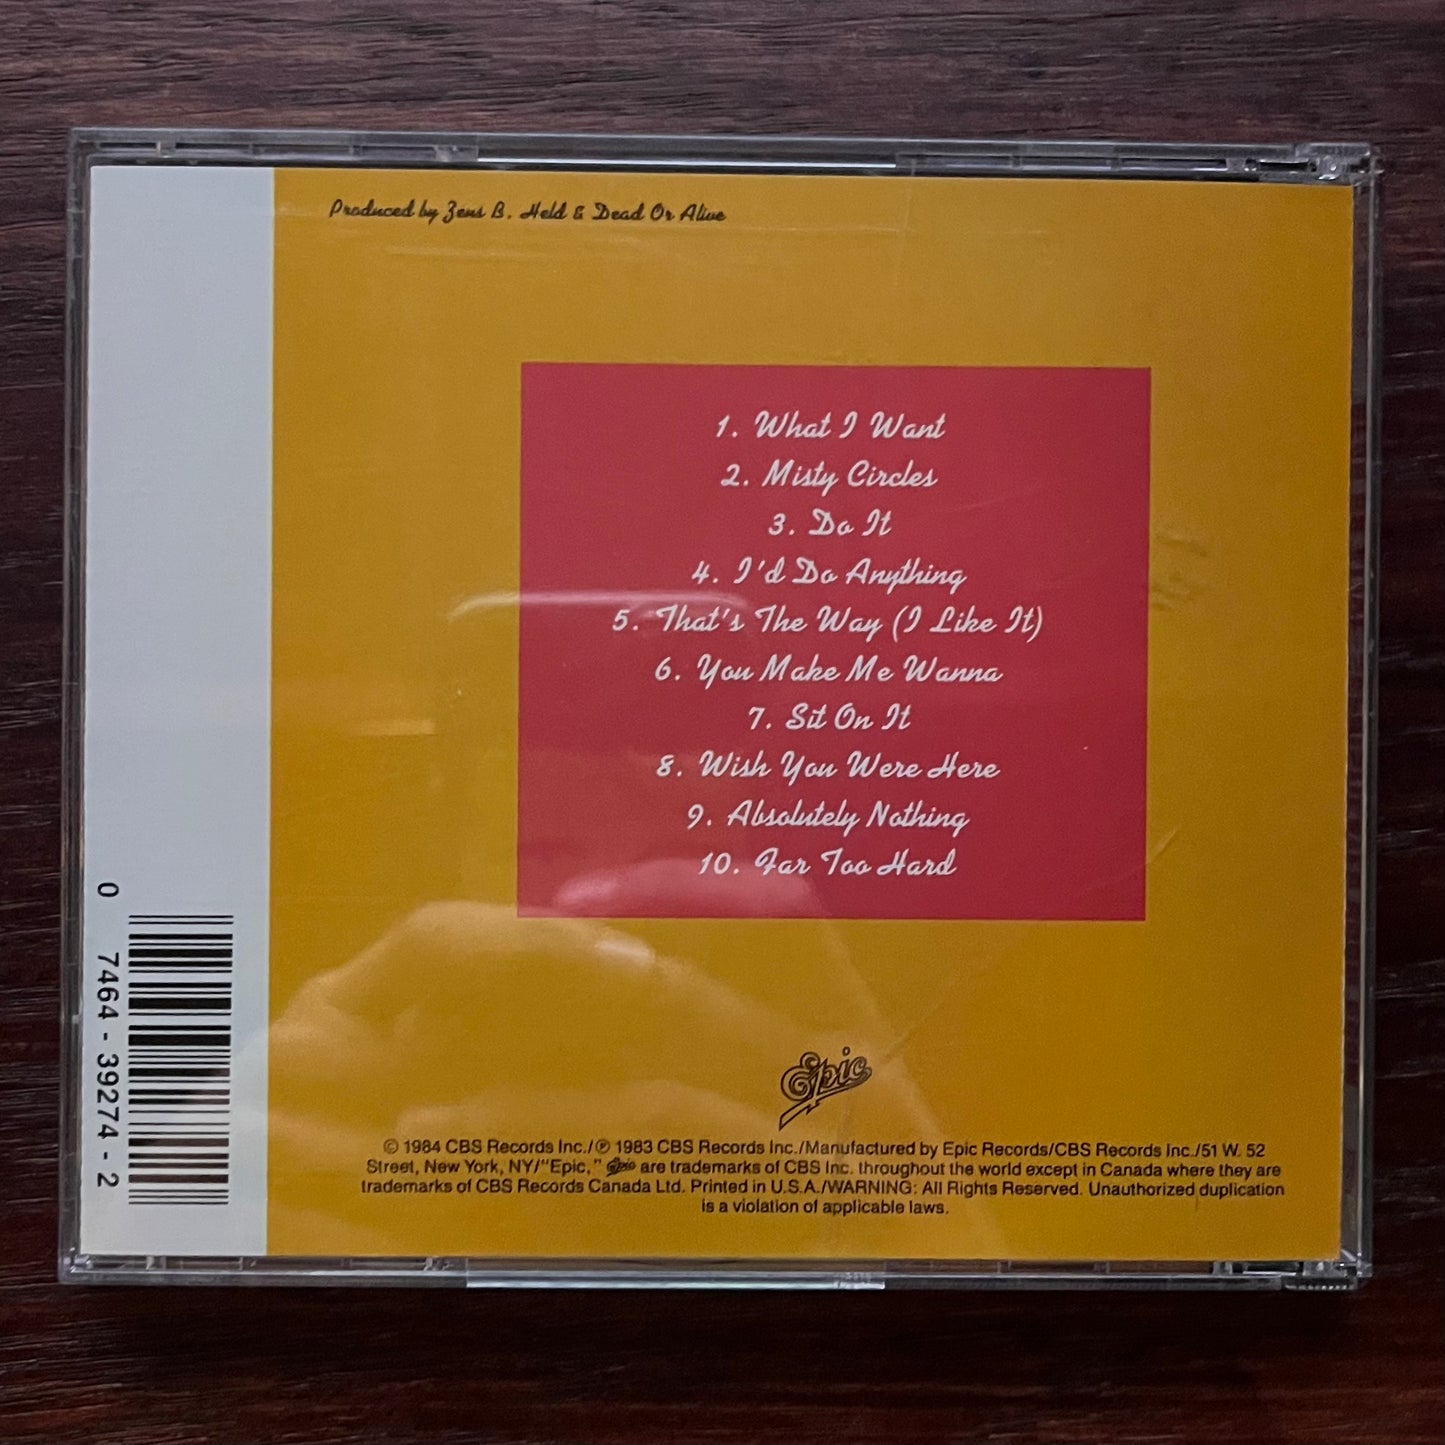 Produced by Zeus B. Held & Dead Or Alive
1. What I Want
2. Misty Circles
3. Do It
4. I'd Do Anything
5. That's The Way (I Like It)
6. You Make Me Wanna
7. Sit On It
8. Wish You Were Here
9. Absolutely Nothing
10. Far Too Hard
0 7464-39274-2
Epic
© 1984 CBS Records Inc./℗ 1983 CBS Records Inc./Manufactured by Epic Records/CBS Records Inc./51 W. 52
Street, New York, NY/"Epic," Epic are trademarks of CBS Inc. throughout the world except in Canada where they are
trademarks of CBS Records Canada Ltd. Printed in U.S.A./WARNING: All Rights Reserved. Unauthorized duplication
is a violation of applicable laws.